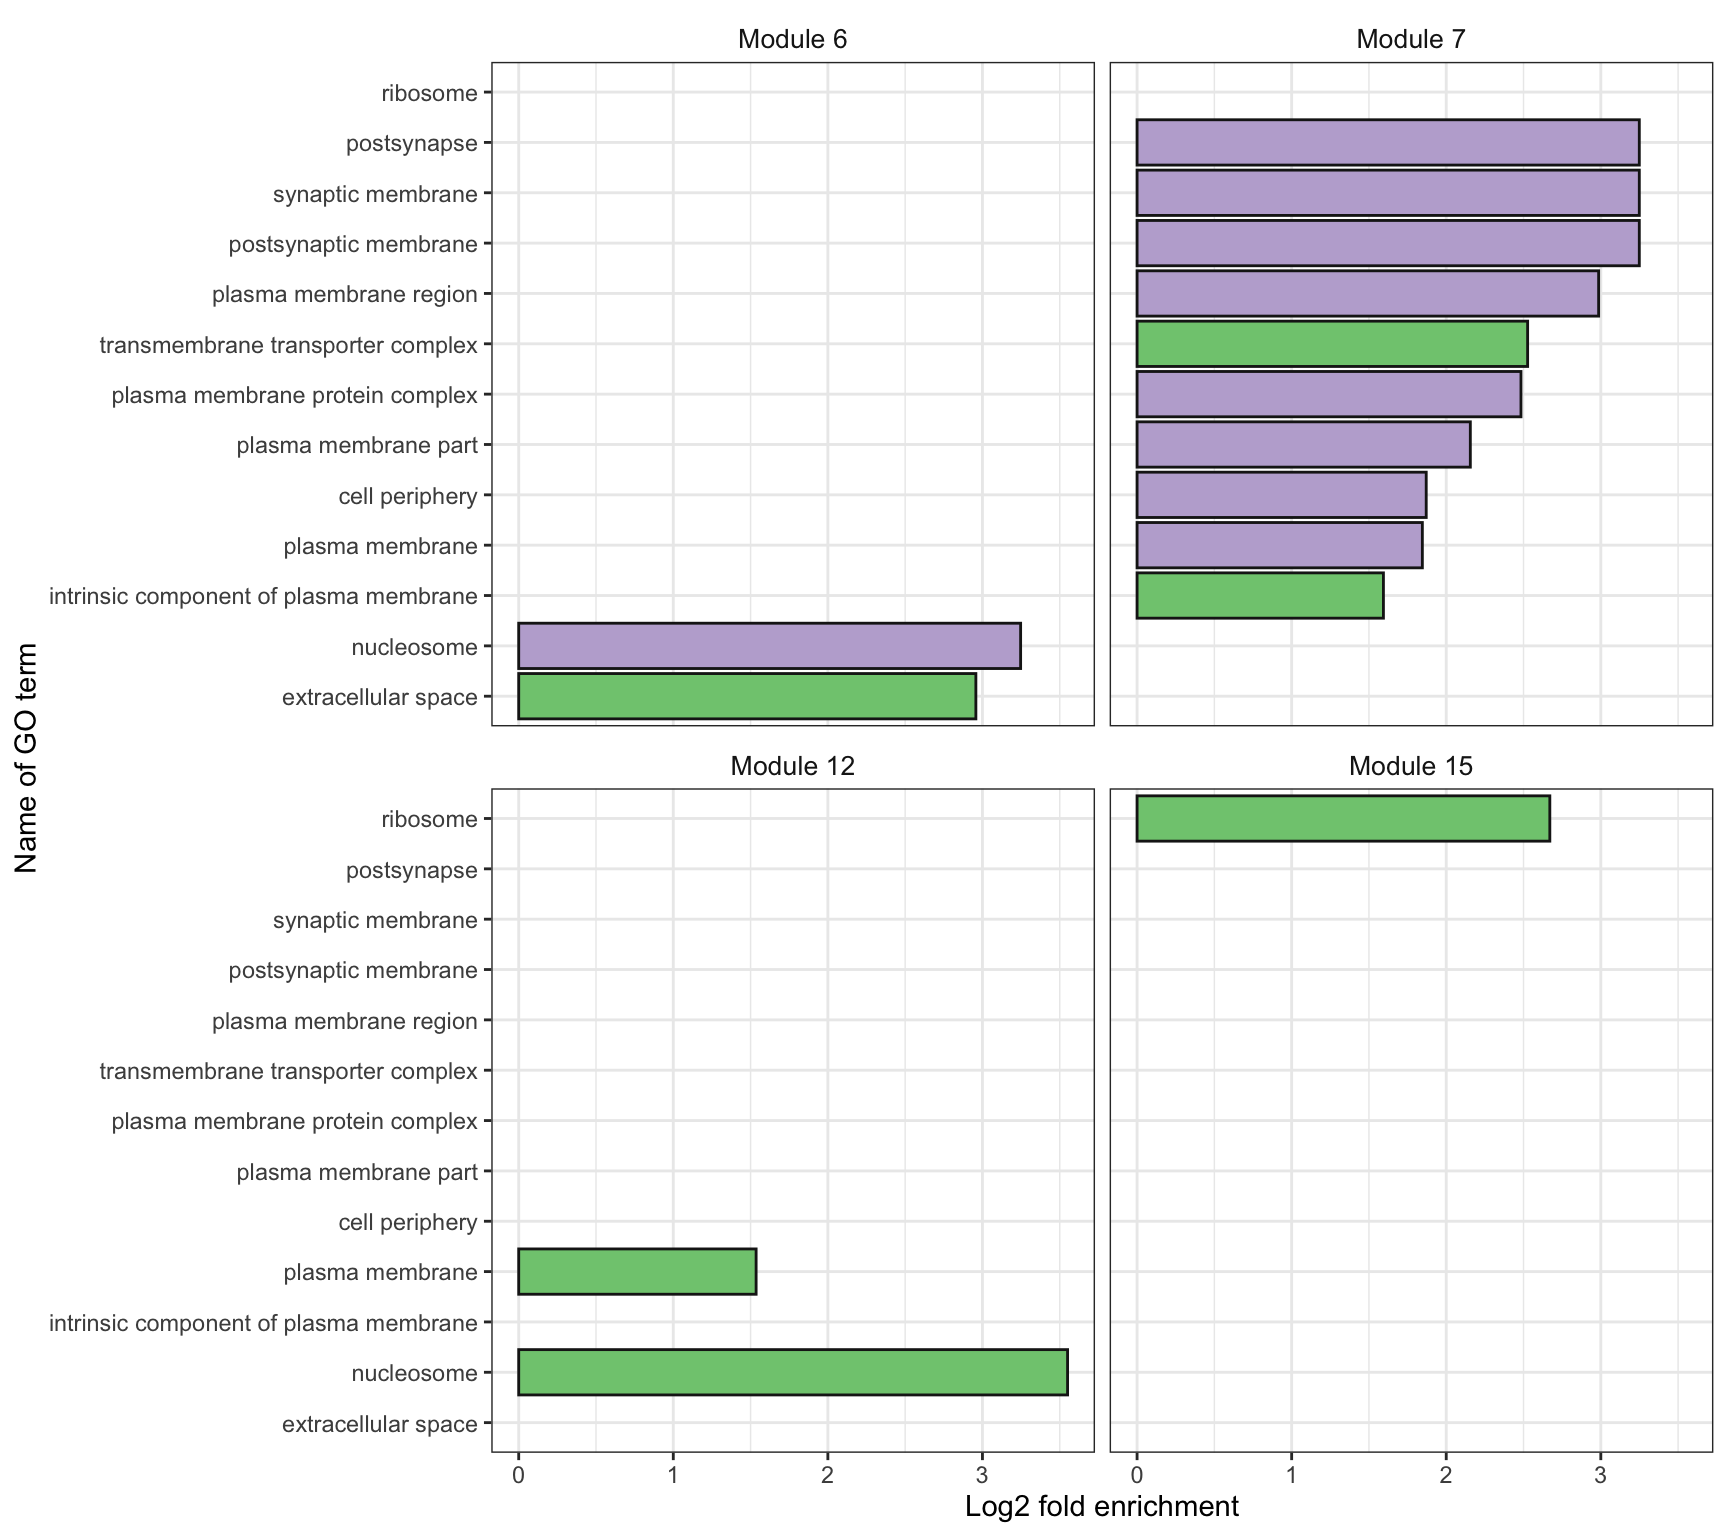 Module 6
Module 7
ribosome
postsynapse
synaptic membrane
postsynaptic membrane
plasma membrane region
transmembrane transporter complex
plasma membrane protein complex
plasma membrane part
cell periphery
plasma membrane
intrinsic component of plasma membrane
nucleosome
extracellular space
Name of GO term
Module 12
Module 15
ribosome
postsynapse
synaptic membrane
postsynaptic membrane
plasma membrane region
transmembrane transporter complex
plasma membrane protein complex
plasma membrane part
cell periphery
plasma membrane
intrinsic component of plasma membrane
nucleosome
extracellular space
0 1 2 3 0 1 2 3
Log2 fold enrichment